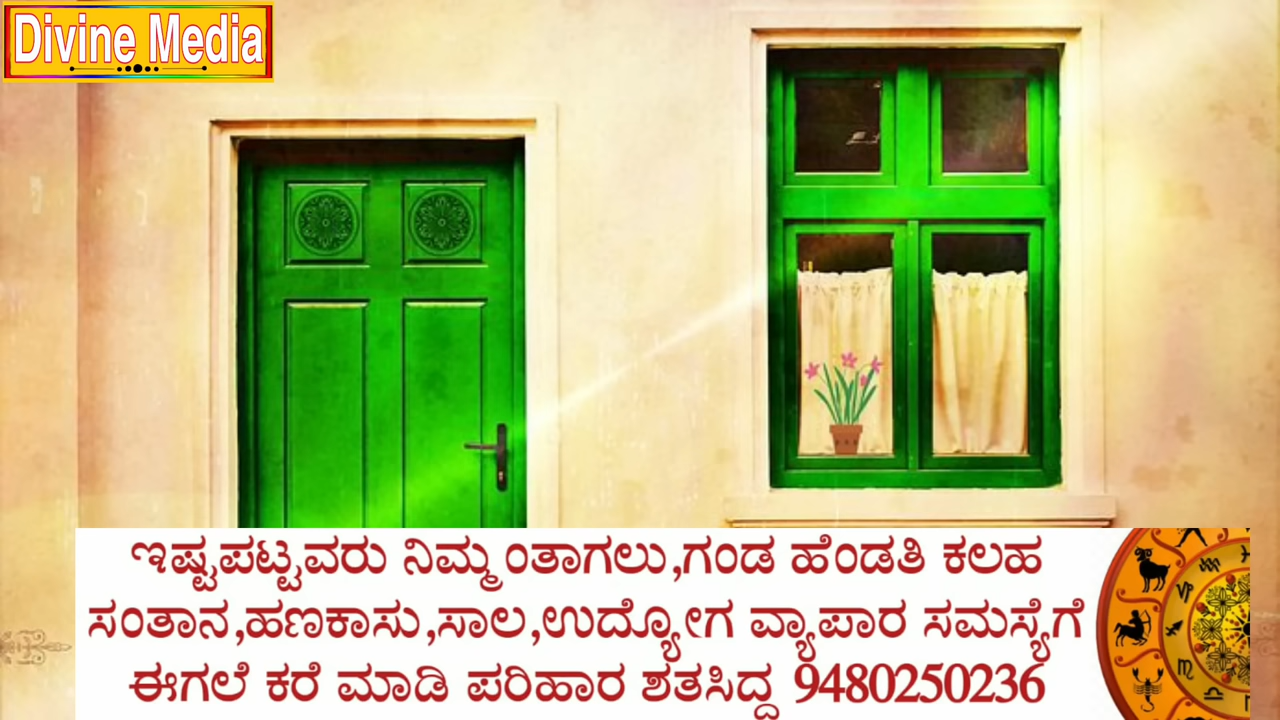 Divine Media
ಇಷ್ಟಪಟ್ಟವರು ನಿಮ್ಮಂತಾಗಲು,ಗಂಡ ಹೆಂಡತಿ ಕಲಹ
ಸಂತಾನ,ಹಣಕಾಸು,ಸಾಲ,ಉದ್ಯೋಗ ವ್ಯಾಪಾರ ಸಮಸ್ಯೆಗೆ
ಈಗಲೆ ಕರೆ ಮಾಡಿ ಪರಿಹಾರ ಶತಸಿದ್ದ 9480250236